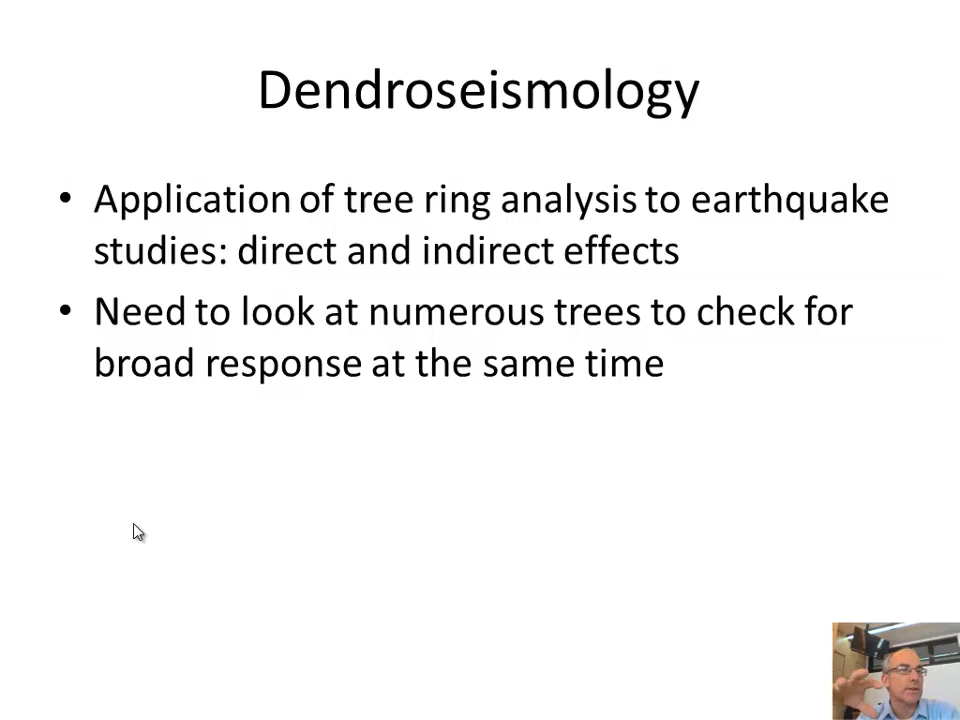 Dendroseismology
• Application of tree ring analysis to earthquake
studies: direct and indirect effects
• Need to look at numerous trees to check for
broad response at the same time